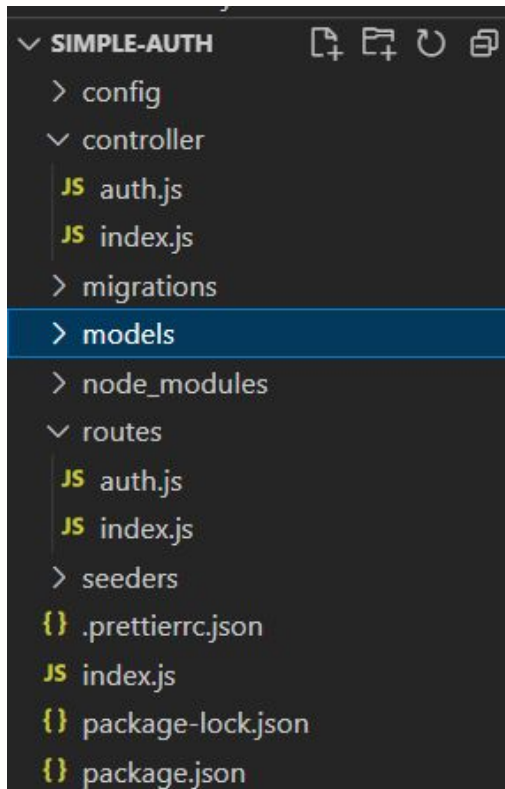 SIMPLE-AUTH
config
controller
JS auth.js
JS index.js
migrations
models
node_modules
routes
JS auth.js
JS index.js
seeders
{} .prettierrc.json
JS index.js
{} package-lock.json
{} package.json